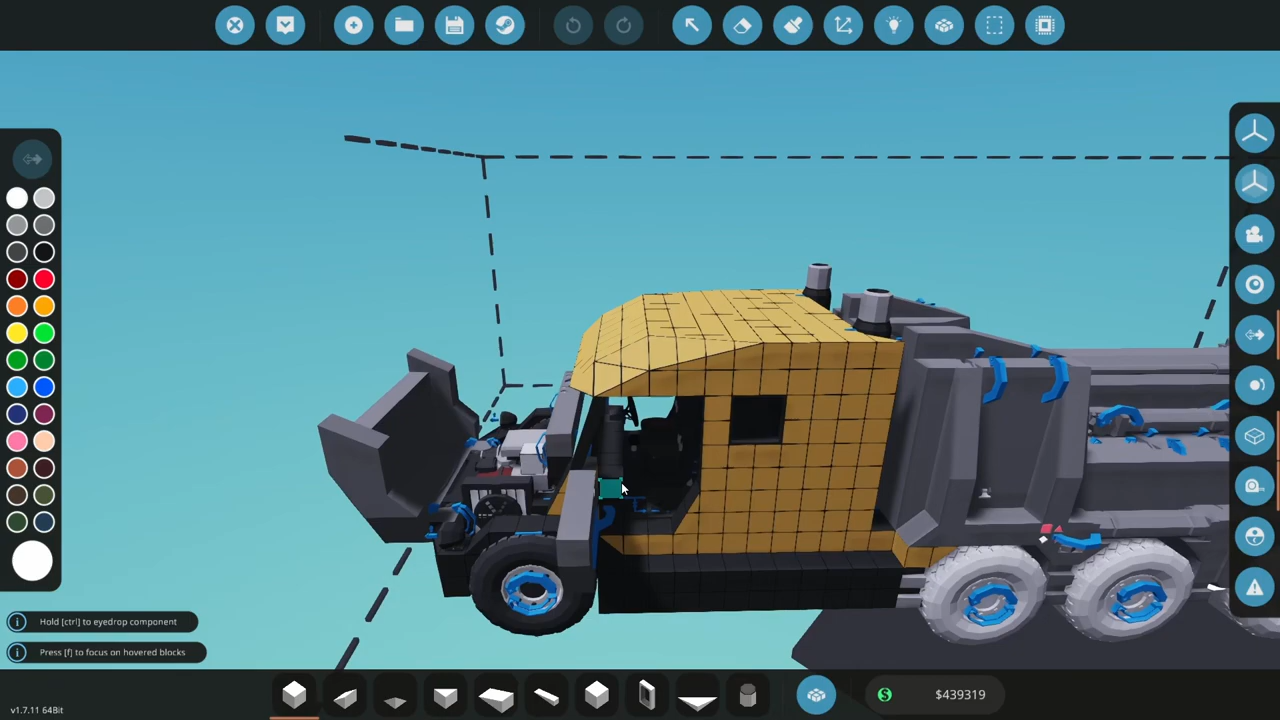 Hold [ctrl] to eyedrop component
Press [f] to focus on hovered blocks
v1.7.11 64Bit
$ $439319